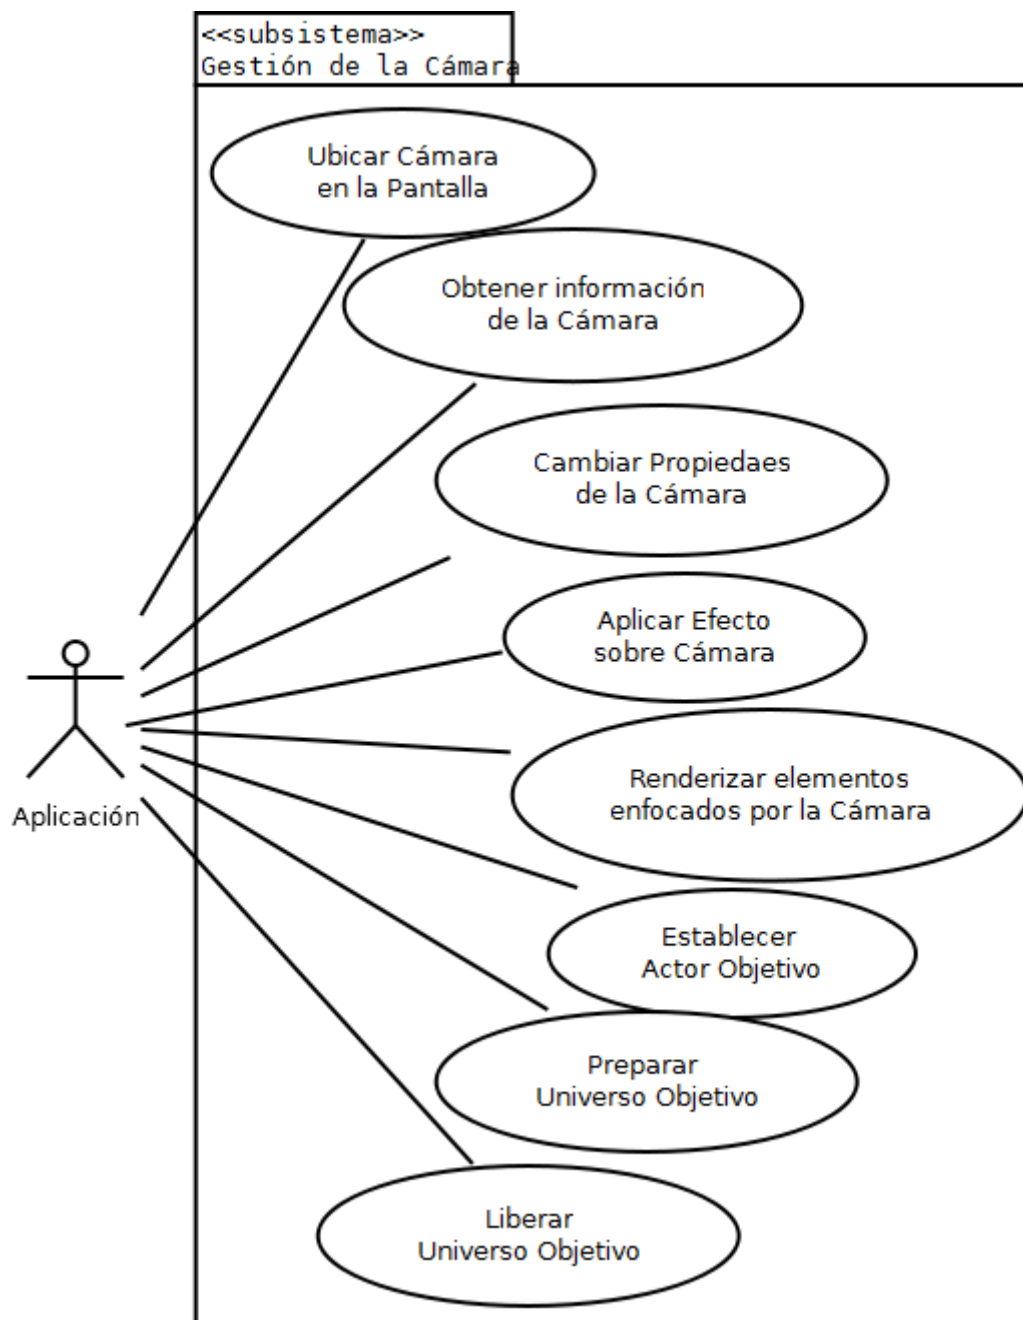 <<subsistema>>
Gestión de la Cámara
Ubicar Cámara
en la Pantalla
Obtener información
de la Cámara
Cambiar Propiedaes
de la Cámara
Aplicar Efecto
sobre Cámara
Renderizar elementos
enfocados por la Cámara
Aplicación
Establecer
Actor Objetivo
Preparar
Universo Objetivo
Liberar
Universo Objetivo